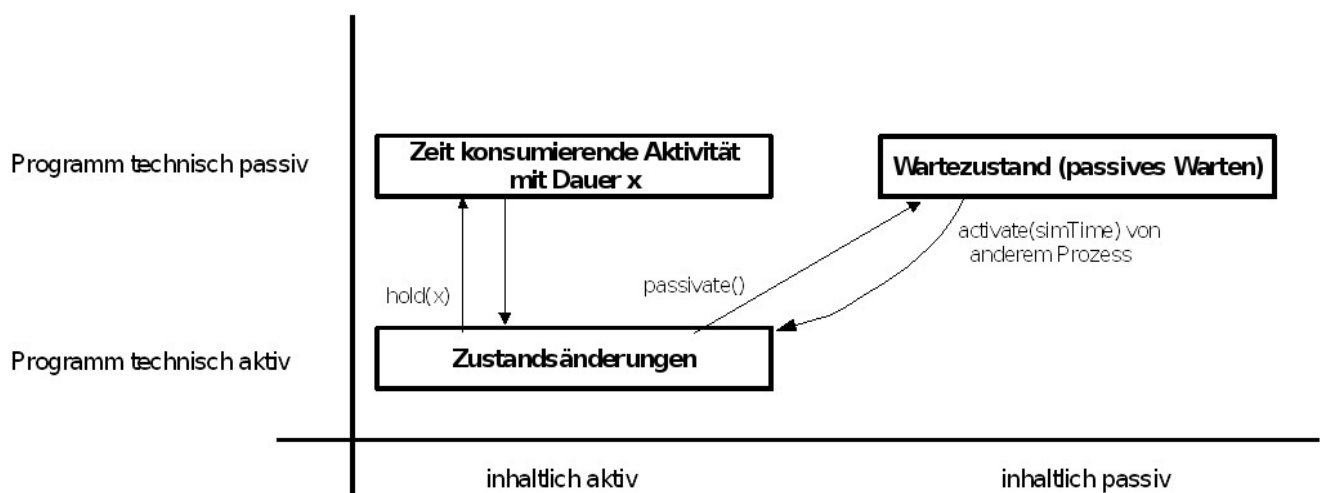 Programm technisch passiv
Zeit konsumierende Aktivität
mit Dauer x
Wartezustand (passives Warten)
hold(x)
passivate()
activate(simTime) von
anderem Prozess
Programm technisch aktiv
Zustandsänderungen
inhaltlich aktiv
inhaltlich passiv